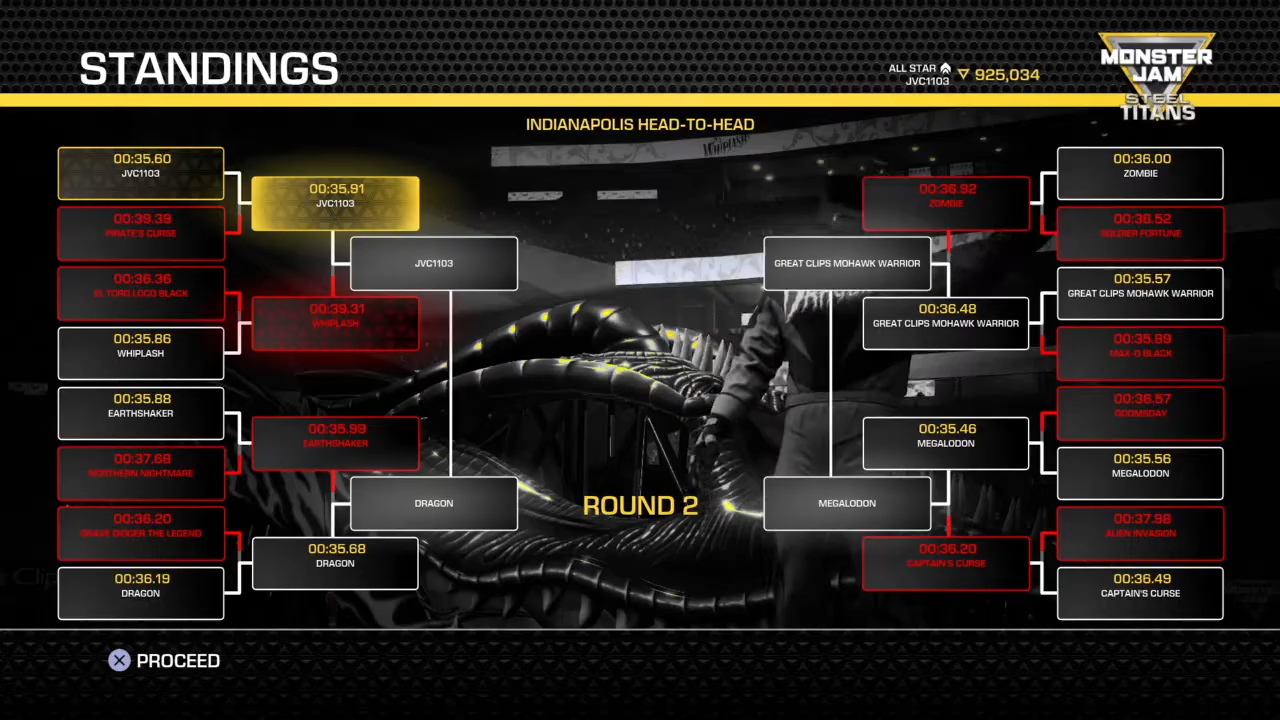 STANDINGS
ALL STAR
JVC1103
925,034
MONSTER
JAM
STEEL
TITANS
INDIANAPOLIS HEAD-TO-HEAD
WHIPLASH
00:35.60
JVC1103
00:39.39
PIRATE'S CURSE
00:36.36
EL TORO LOCO BLACK
00:35.86
WHIPLASH
00:35.88
EARTHSHAKER
00:37.68
NORTHERN NIGHTMARE
00:36.20
GRAVE DIGGER THE LEGEND
00:36.19
DRAGON
00:35.91
JVC1103
00:39.31
WHIPLASH
00:35.99
EARTHSHAKER
00:35.68
DRAGON
JVC1103
DRAGON
ROUND 2
GREAT CLIPS MOHAWK WARRIOR
MEGALODON
00:36.92
ZOMBIE
00:36.48
GREAT CLIPS MOHAWK WARRIOR
00:35.46
MEGALODON
00:36.20
CAPTAIN'S CURSE
00:36.00
ZOMBIE
00:36.52
SOLDIER FORTUNE
00:35.57
GREAT CLIPS MOHAWK WARRIOR
00:35.89
MAX-D BLACK
00:36.57
DOOMSDAY
00:35.56
MEGALODON
00:37.98
ALIEN INVASION
00:36.49
CAPTAIN'S CURSE
PROCEED